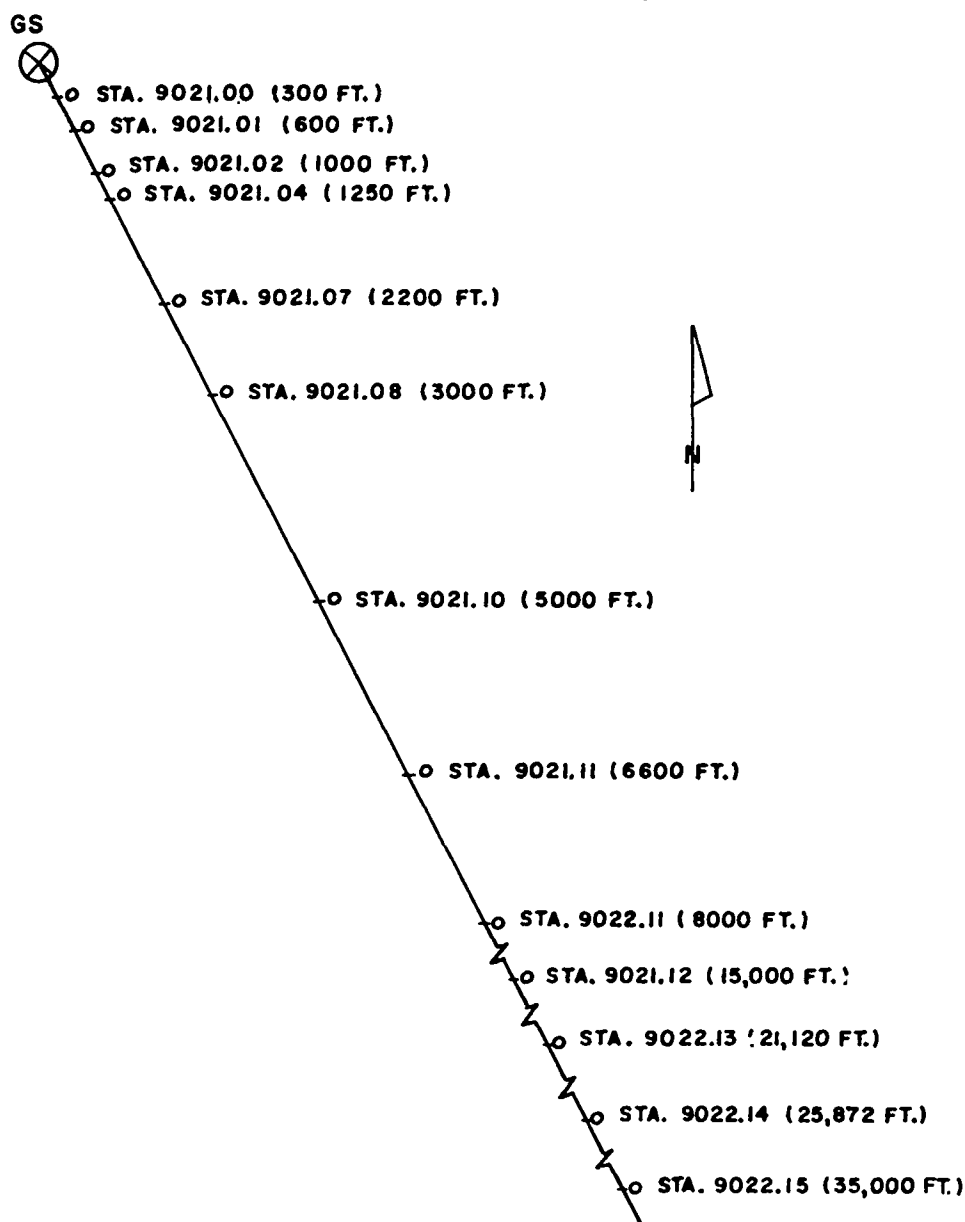 GS
STA. 9021.00 (300 FT.)
STA. 9021.01 (600 FT.)
STA. 9021.02 (1000 FT.)
STA. 9021.04 (1250 FT.)
STA. 9021.07 (2200 FT.)
STA. 9021.08 (3000 FT.)
N
STA. 9021.10 (5000 FT.)
STA. 9021.11 (6600 FT.)
STA. 9022.11 (8000 FT.)
STA. 9021.12 (15,000 FT.)
STA. 9022.13 (21,120 FT.)
STA. 9022.14 (25,872 FT.)
STA. 9022.15 (35,000 FT.)